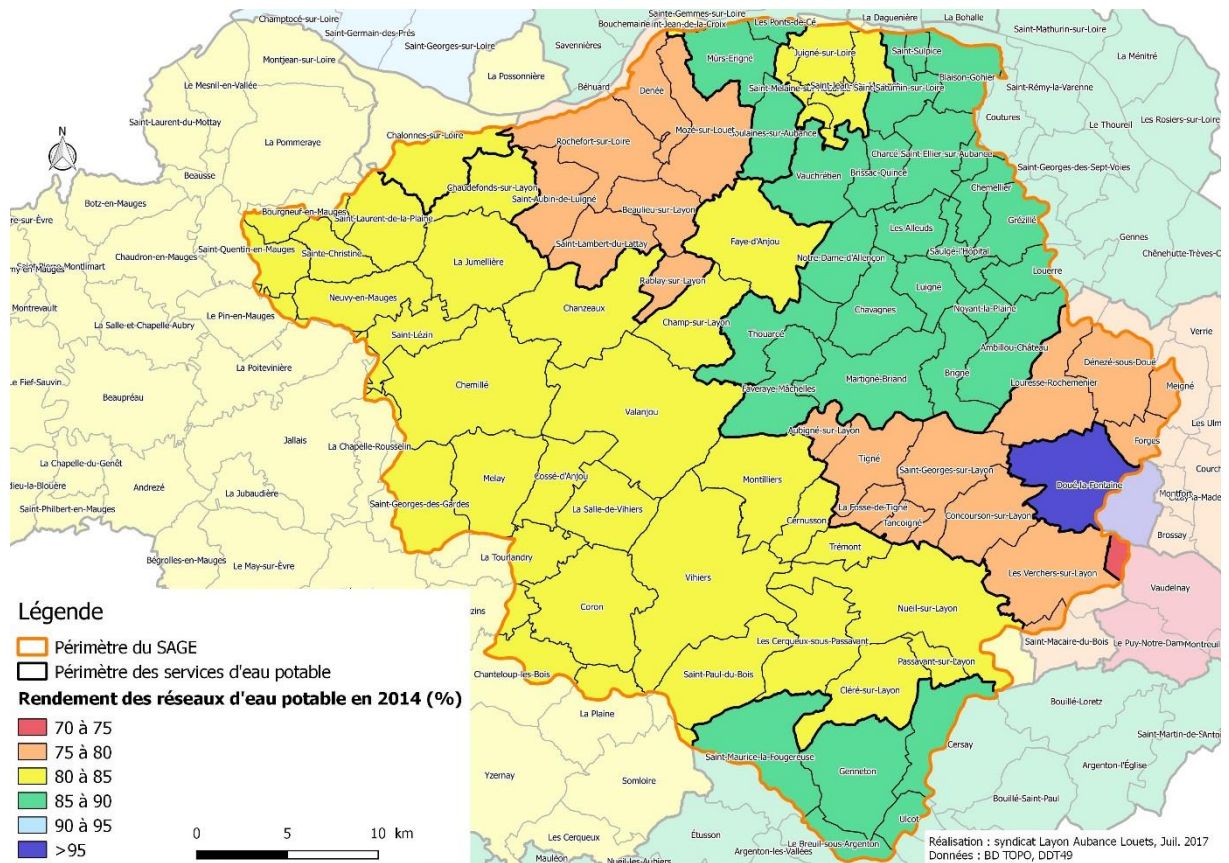 Champtocé-sur-Loire
Saint-Germain-des-Prés
Saint-Georges-sur-Loire
Savennières
Sainte-Gemmes-sur-Loire
Les Ponts-de-Cé
La Daguenière
La Bohalle
Saint-Mathurin-sur-Loire
La Ménitré
Montjean-sur-Loire
La Possonnière
Béhuard
Mûrs-Erigné
Juigné-sur-Loire
Saint-Sulpice
Blaison-Gohier
Saint-Rémy-la-Varenne
Le Mesnil-en-Vallée
Denée
Saint-Saturnin-sur-Loire
Saint-Laurent-du-Mottay
La Pommeraye
Chalonnes-sur-Loire
Rochefort-sur-Loire
Mozé-sur-Louet
Soulaines-sur-Aubance
Coutures
Le Thoureil
Les Rosiers-sur-Loire
Beausse
Chaudefonds-sur-Layon
Vauchrétien
Brissac-Quincé
Charcé-Saint-Ellier-sur-Aubance
Saint-Georges-des-Sept-Voies
Botz-en-Mauges
Bourgneuf-en-Mauges
Saint-Laurent-de-la-Plaine
Saint-Aubin-de-Luigné
Beaulieu-sur-Layon
Chemellier
Grézillé
Gennes
Saint-Quentin-en-Mauges
Sainte-Christine
La Jumellière
Saint-Lambert-du-Lattay
Faye-d'Anjou
Les Alleuds
Saulgé-l'Hôpital
Chaudron-en-Mauges
Notre-Dame-d'Allençon
Louerre
Montrevault
Neuvy-en-Mauges
Rablay-sur-Layon
Luigné
Le Pin-en-Mauges
Chanzeaux
Chavagnes
Noyant-la-Plaine
La Salle-et-Chapelle-Aubry
Saint-Lézin
Champ-sur-Layon
Thouarcé
Ambillou-Château
Verrie
Dénezé-sous-Doué
La Poitevinière
Chemillé
Faveraye-Mâchelles
Martigné-Briand
Brigné
Louresse-Rochemenier
Meigné
Le Fief-Sauvin
Beaupréau
Valanjou
Aubigné-sur-Layon
Forges
Jallais
La Chapelle-Rousselin
Tigné
Saint-Georges-sur-Layon
La Chapelle-du-Genêt
Andrezé
La Jubaudière
Melay
Cossé-d'Anjou
Montilliers
Doué-la-Fontaine
Saint-Philbert-en-Mauges
Saint-Georges-des-Gardes
La Salle-de-Vihiers
Cernusson
La Fosse-de-Tigné
Tancoigné
Concourson-sur-Layon
Brossay
Bégrolles-en-Mauges
Le May-sur-Èvre
La Tourlandry
Trémont
Vihiers
Les Verchers-sur-Layon
Vaudelnay
Coron
Nueil-sur-Layon
Les Cerqueux-sous-Passavant
Saint-Macaire-du-Bois
Chanteloup-les-Bois
Saint-Paul-du-Bois
Passavant-sur-Layon
Cléré-sur-Layon
Bouillé-Loretz
La Plaine
Cersay
Yzernay
Somloire
Saint-Maurice-la-Fougereuse
Genneton
Argenton-l'Église
Bouillé-Saint-Paul
Ulcot
Étusson
Les Cerqueux
Le Breuil-sous-Argenton
Argenton-les-Vallées
Mauléon
Nueil-les-Aubiers
N
Légende
Périmètre du SAGE
Périmètre des services d'eau potable
Rendement des réseaux d'eau potable en 2014 (%)
70 à 75
75 à 80
80 à 85
85 à 90
90 à 95
>95
0 5 10 km
Réalisation : syndicat Layon Aubance Louets, Juil. 2017
Données : BD TOPO, DDT49